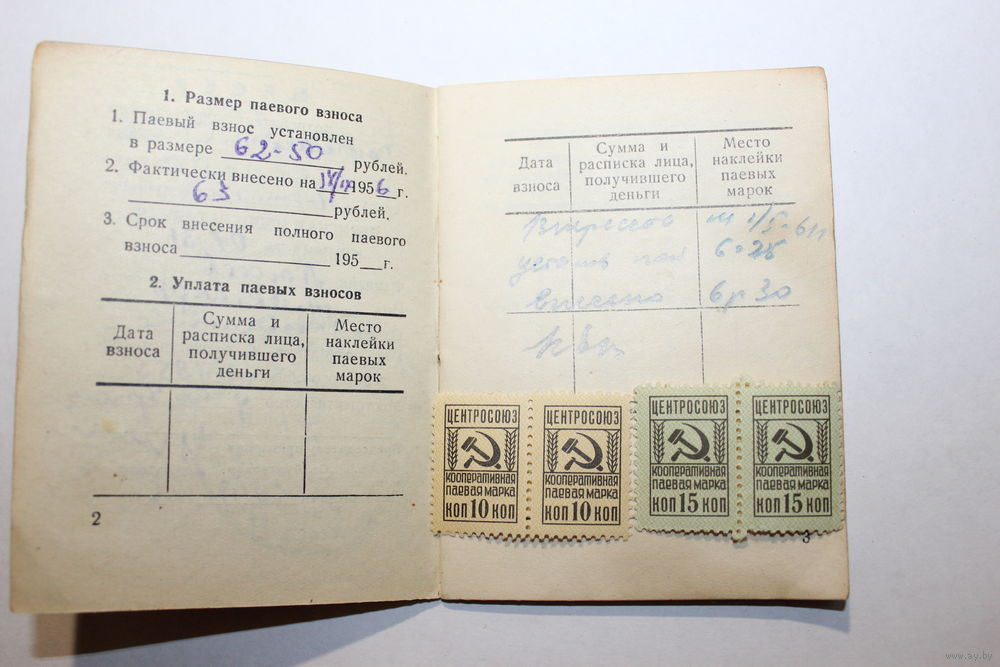 1. Размер паевого взноса
1. Паевый взнос установлен
в размере 62-50 рублей.
2. Фактически внесено на 1956 г.
63 рублей.
3. Срок внесения полного паевого
взноса 195 г.
2. Уплата паевых взносов
Дата
взноса
Сумма и
расписка лица,
получившего
деньги
Место
наклейки
паевых
марок
2
Дата
взноса
Сумма и
расписка лица,
получившего
деньги
Место
наклейки
паевых
марок
6=25
Внесено 6р 30
ЦЕНТРОСОЮЗ
КООПЕРАТИВНАЯ
ПАЕВАЯ МАРКА
КОП 10 КОП
ЦЕНТРОСОЮЗ
КООПЕРАТИВНАЯ
ПАЕВАЯ МАРКА
КОП 10 КОП
ЦЕНТРОСОЮЗ
КООПЕРАТИВНАЯ
ПАЕВАЯ МАРКА
КОП 15 КОП
ЦЕНТРОСОЮЗ
КООПЕРАТИВНАЯ
ПАЕВАЯ МАРКА
КОП 15 КОП
3
www.ay.by